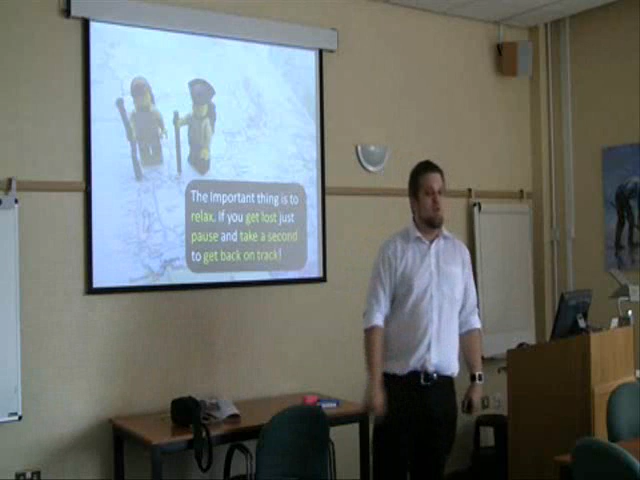 The important thing is to
relax. If you get lost just
pause and take a second
to get back on track!